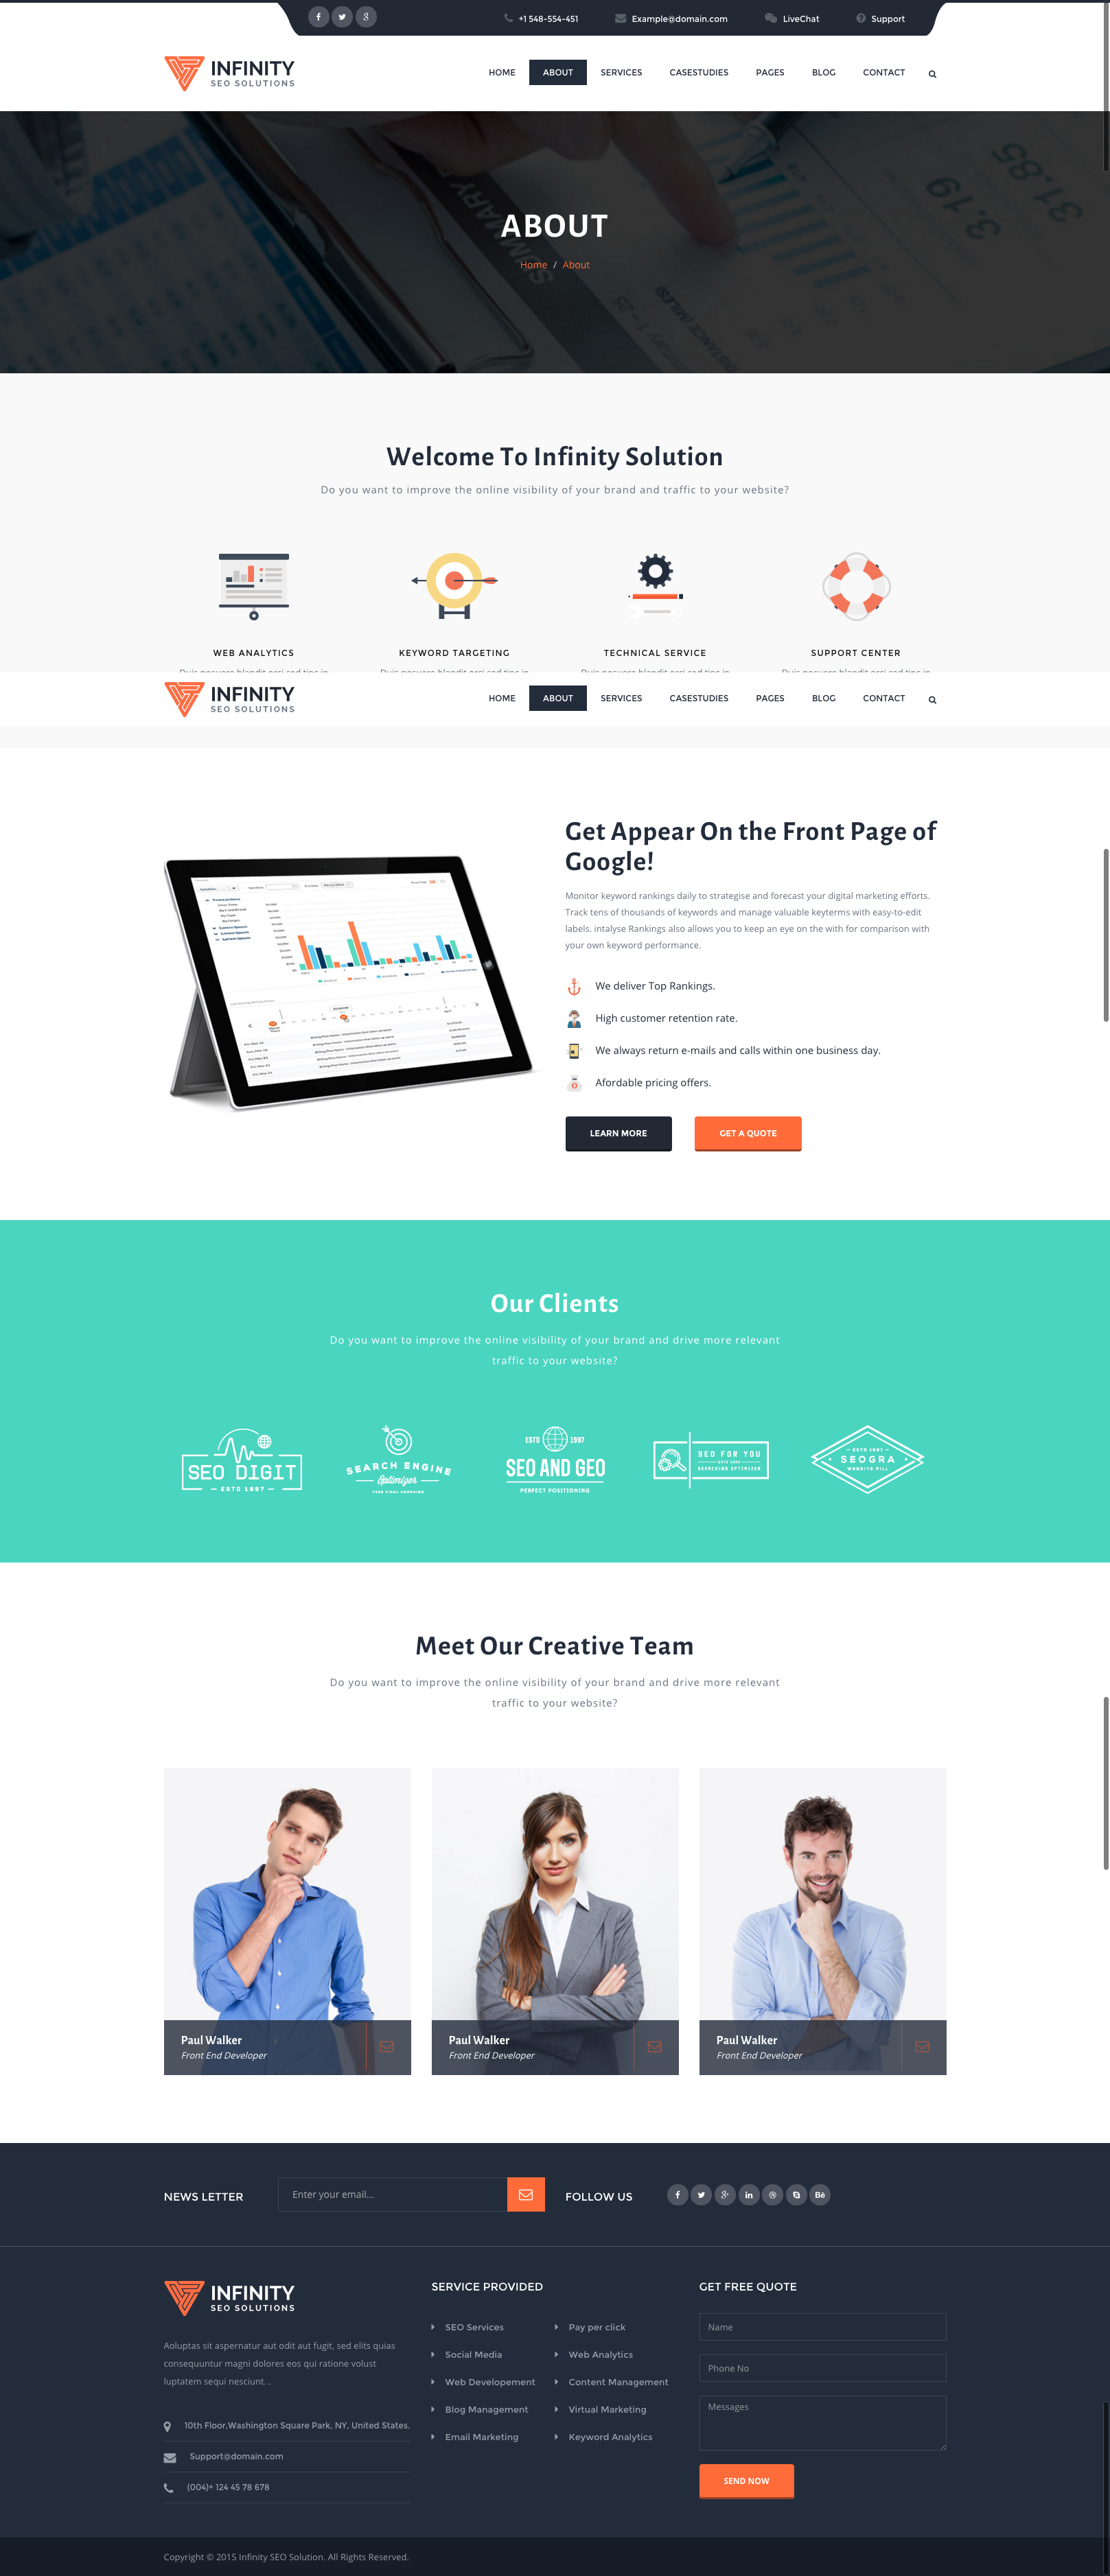 +1 548-554-451
Example@domain.com
LiveChat
Support
INFINITY
SEO SOLUTIONS
HOME
ABOUT
SERVICES
CASESTUDIES
PAGES
BLOG
CONTACT
ABOUT
Home / About
Welcome To Infinity Solution
Do you want to improve the online visibility of your brand and traffic to your website?
WEB ANALYTICS
KEYWORD TARGETING
TECHNICAL SERVICE
SUPPORT CENTER
INFINITY
SEO SOLUTIONS
HOME
ABOUT
SERVICES
CASESTUDIES
PAGES
BLOG
CONTACT
Get Appear On the Front Page of
Google!
Monitor keyword rankings daily to strategise and forecast your digital marketing efforts.
Track tens of thousands of keywords and manage valuable keyterms with easy-to-edit
labels. intalyse Rankings also allows you to keep an eye on the with for comparison with
your own keyword performance.
We deliver Top Rankings.
High customer retention rate.
We always return e-mails and calls within one business day.
Afordable pricing offers.
LEARN MORE
GET A QUOTE
Our Clients
Do you want to improve the online visibility of your brand and drive more relevant
traffic to your website?
SEO DIGIT
ESTD 1997
SEARCH ENGINE
Optimizer
ESTD 1997
SEO AND GEO
PERFECT POSITIONING
SEO FOR YOU
ESTD 1997
SEOGRA
Meet Our Creative Team
Do you want to improve the online visibility of your brand and drive more relevant
traffic to your website?
Paul Walker
Front End Developer
Paul Walker
Front End Developer
Paul Walker
Front End Developer
NEWS LETTER
Enter your email...
FOLLOW US
INFINITY
SEO SOLUTIONS
Aoluptas sit aspernatur aut odit aut fugit, sed elits quias
consequuntur magni dolores eos qui ratione volust
luptatem sequi nesciunt. .
10th Floor,Washington Square Park, NY, United States.
Support@domain.com
(004)+ 124 45 78 678
SERVICE PROVIDED
SEO Services
Social Media
Web Developement
Blog Management
Email Marketing
Pay per click
Web Analytics
Content Management
Virtual Marketing
Keyword Analytics
GET FREE QUOTE
Name
Phone No
Messages
SEND NOW
Copyright © 2015 Infinity SEO Solution. All Rights Reserved.